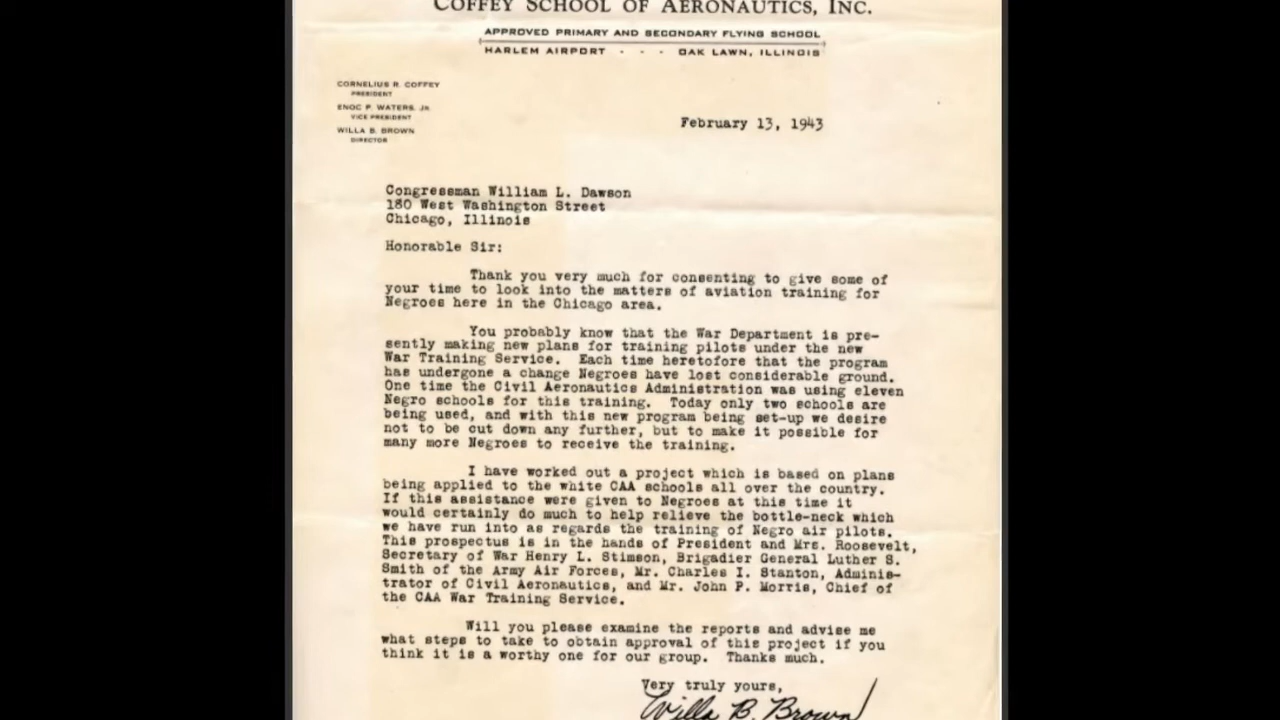 COFFEY SCHOOL OF AERONAUTICS, INC.
APPROVED PRIMARY AND SECONDARY FLYING SCHOOL
HARLEM AIRPORT - - - OAK LAWN, ILLINOIS
CORNELIUS R. COFFEY
PRESIDENT
ENOC P. WATERS, JR.
VICE PRESIDENT
WILLA B. BROWN
DIRECTOR
February 13, 1943
Congressman William L. Dawson
180 West Washington Street
Chicago, Illinois
Honorable Sir:
Thank you very much for consenting to give some of
your time to look into the matters of aviation training for
Negroes here in the Chicago area.
You probably know that the War Department is pre-
sently making new plans for training pilots under the new
War Training Service. Each time heretofore that the program
has undergone a change Negroes have lost considerable ground.
One time the Civil Aeronautics Administration was using eleven
Negro schools for this training. Today only two schools are
being used, and with this new program being set-up we desire
not to be cut down any further, but to make it possible for
many more Negroes to receive the training.
I have worked out a project which is based on plans
being applied to the white CAA schools all over the country.
If this assistance were given to Negroes at this time it
would certainly do much to help relieve the bottle-neck which
we have run into as regards the training of Negro air pilots.
This prospectus is in the hands of President and Mrs. Roosevelt,
Secretary of War Henry L. Stimson, Brigadier General Luther S.
Smith of the Army Air Forces, Mr. Charles I. Stanton, Adminis-
trator of Civil Aeronautics, and Mr. John P. Morris, Chief of
the CAA War Training Service.
Will you please examine the reports and advise me
what steps to take to obtain approval of this project if you
think it is a worthy one for our group. Thanks much.
Very truly yours,
Willa B. Brown